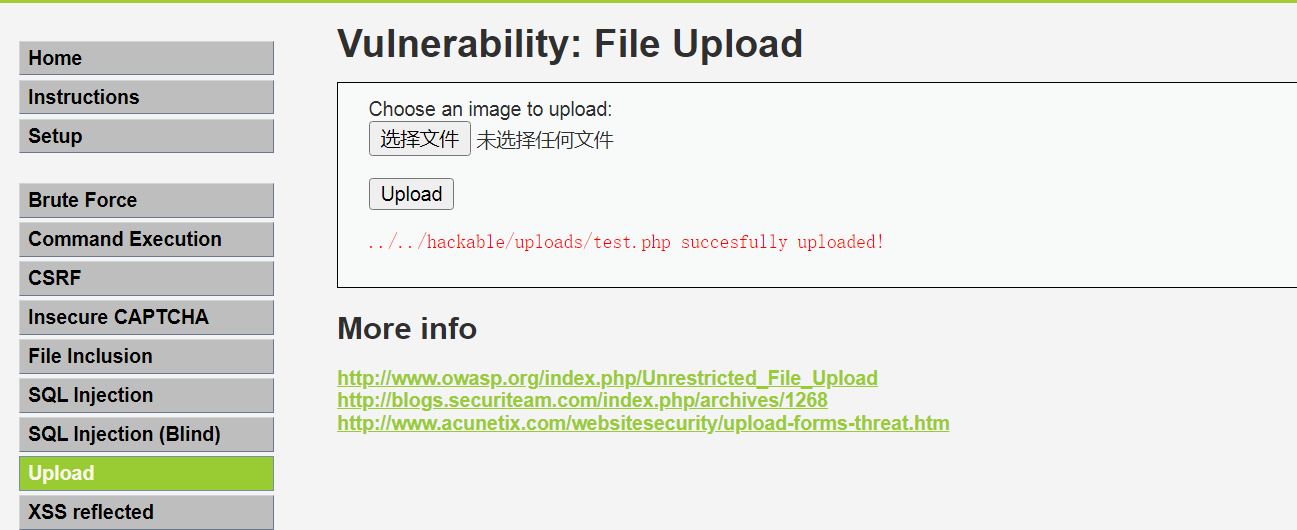 Home
Instructions
Setup
Brute Force
Command Execution
CSRF
Insecure CAPTCHA
File Inclusion
SQL Injection
SQL Injection (Blind)
Upload
XSS reflected
Vulnerability: File Upload
Choose an image to upload:
选择文件 未选择任何文件
Upload
../../hackable/uploads/test.php succesfully uploaded!
More info
http://www.owasp.org/index.php/Unrestricted_File_Upload
http://blogs.securiteam.com/index.php/archives/1268
http://www.acunetix.com/websitesecurity/upload-forms-threat.htm